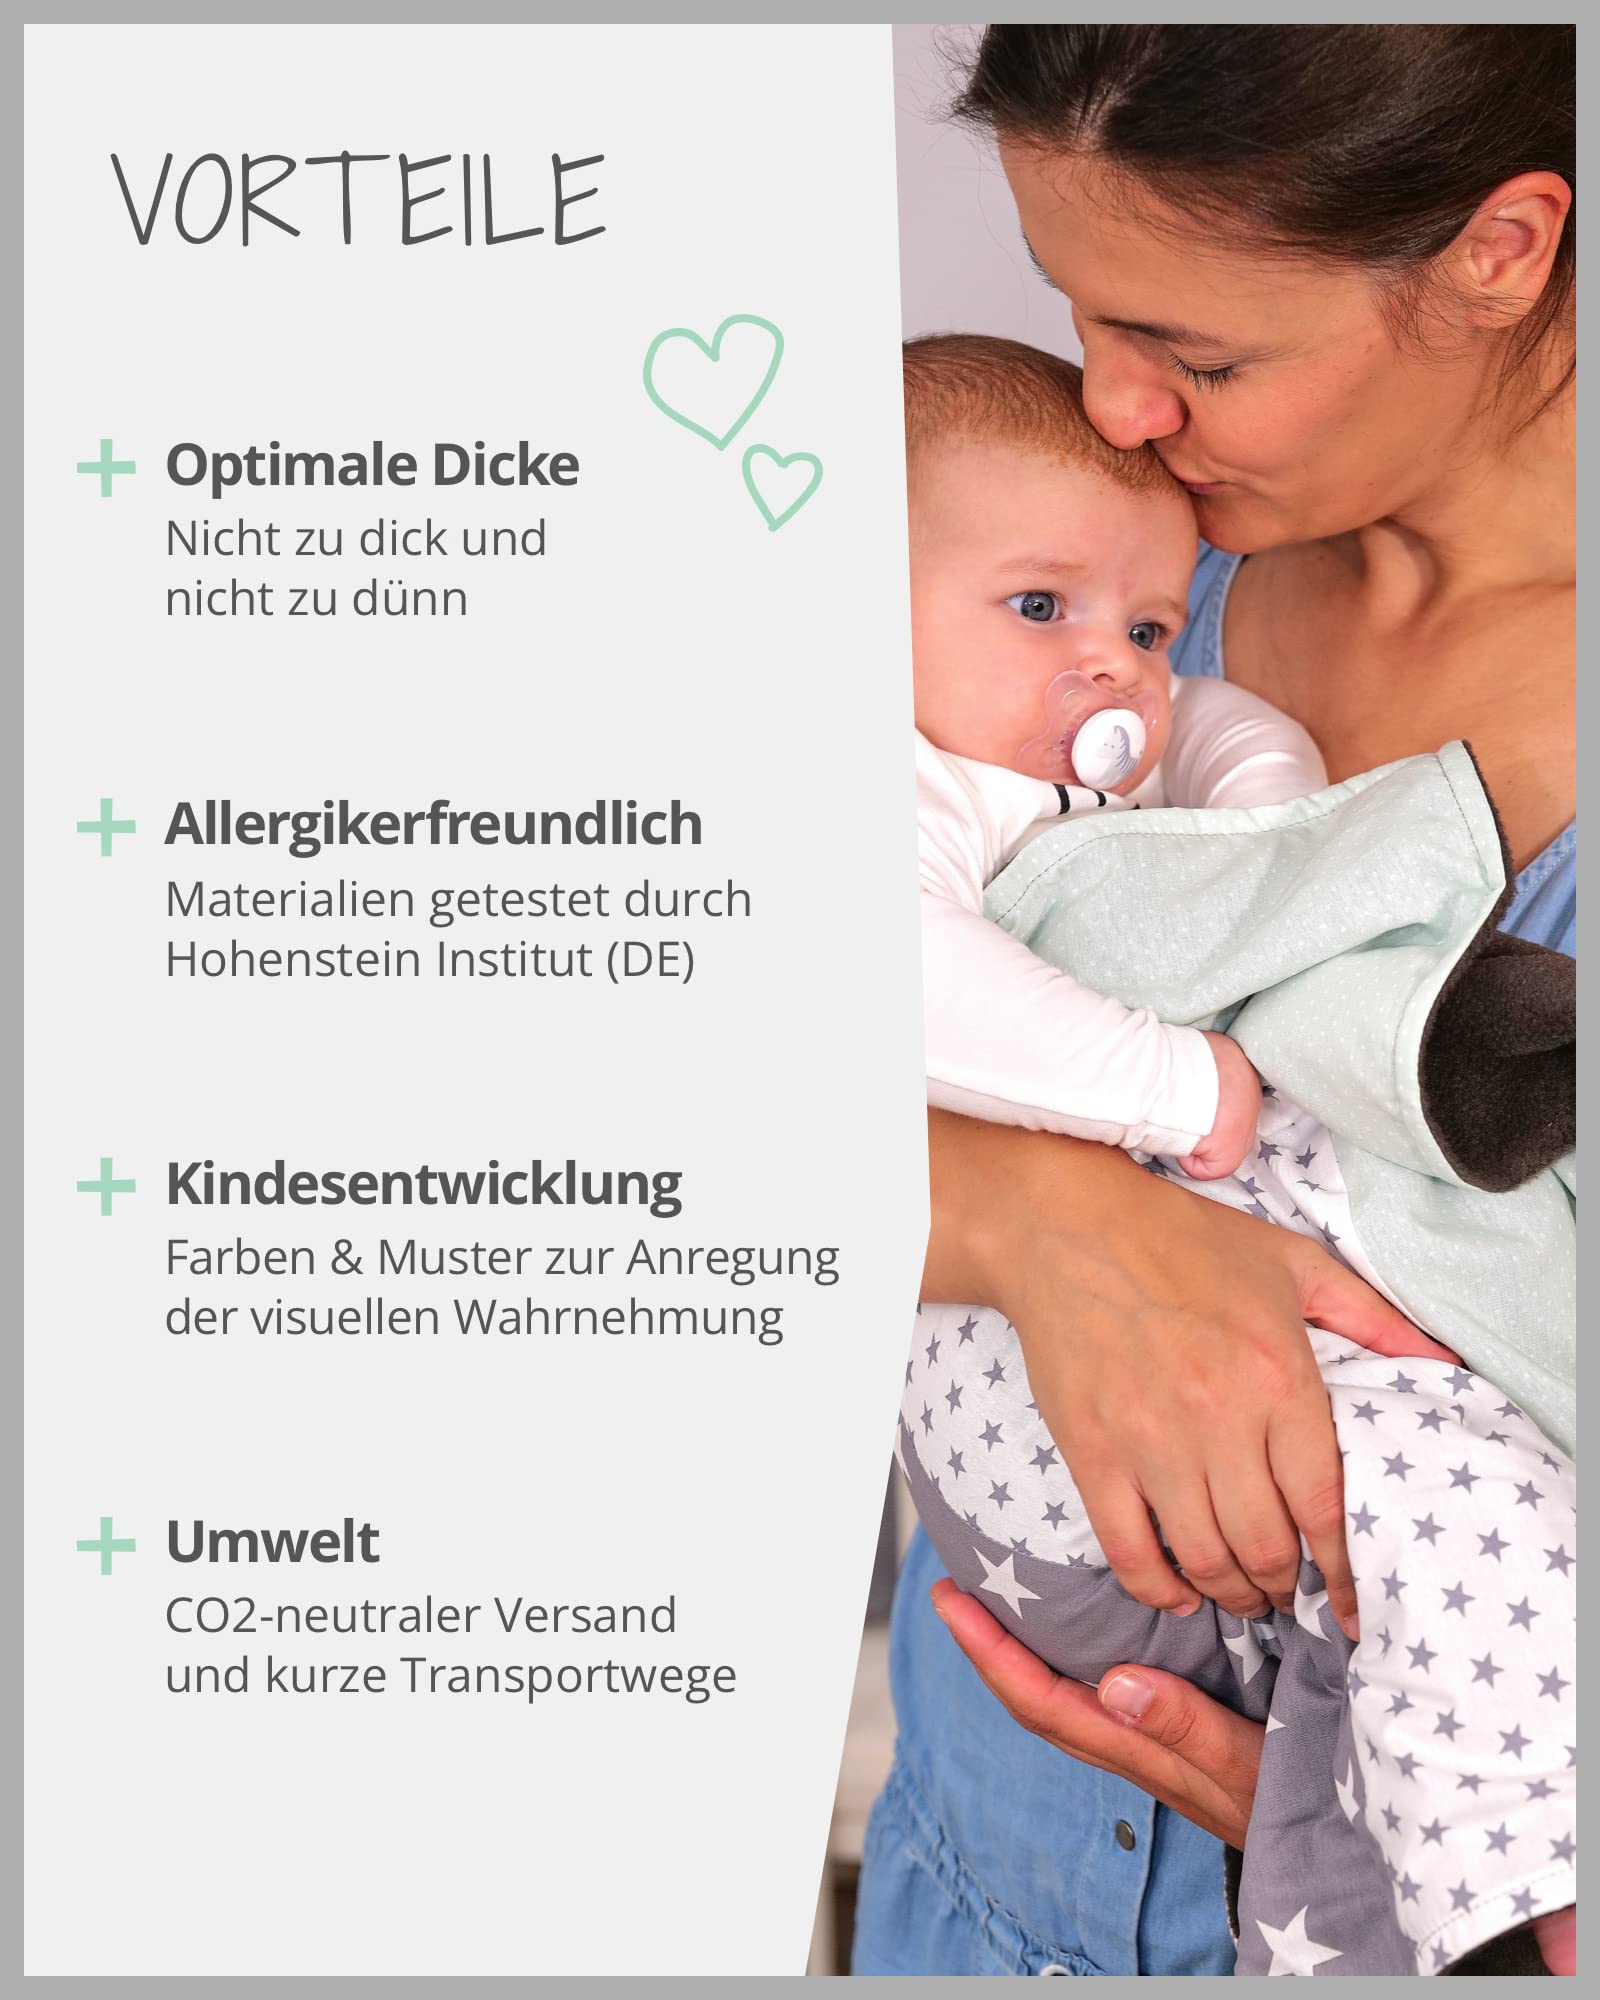 VORTEILE
Optimale Dicke
Nicht zu dick und
nicht zu dünn
Allergikerfreundlich
Materialien getestet durch
Hohenstein Institut (DE)
Kindesentwicklung
Farben & Muster zur Anregung
der visuellen Wahrnehmung
Umwelt
CO2-neutraler Versand
und kurze Transportwege